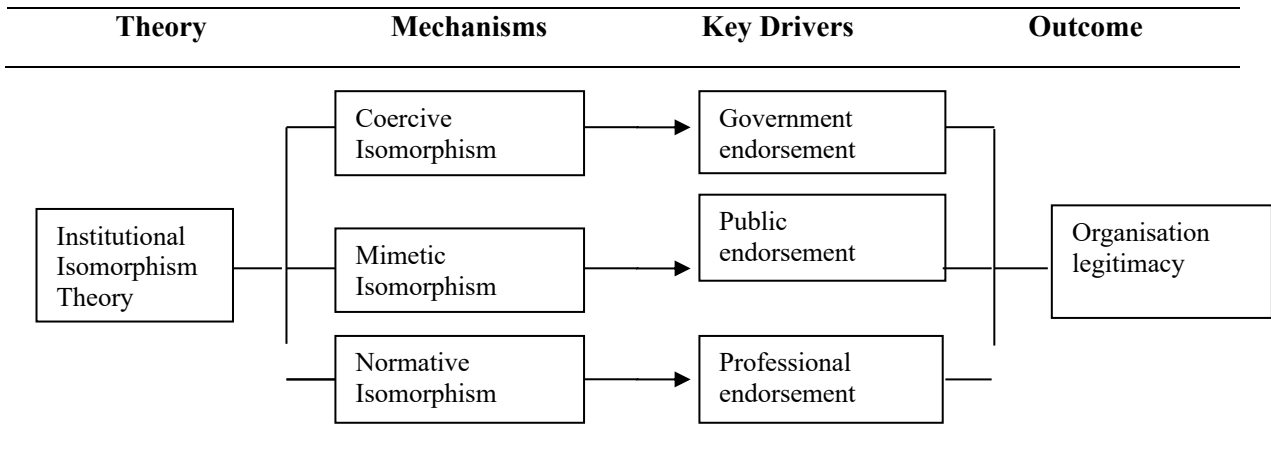 Theory Mechanisms Key Drivers Outcome
Institutional
Isomorphism
Theory
Coercive
Isomorphism
Mimetic
Isomorphism
Normative
Isomorphism
Government
endorsement
Public
endorsement
Professional
endorsement
Organisation
legitimacy